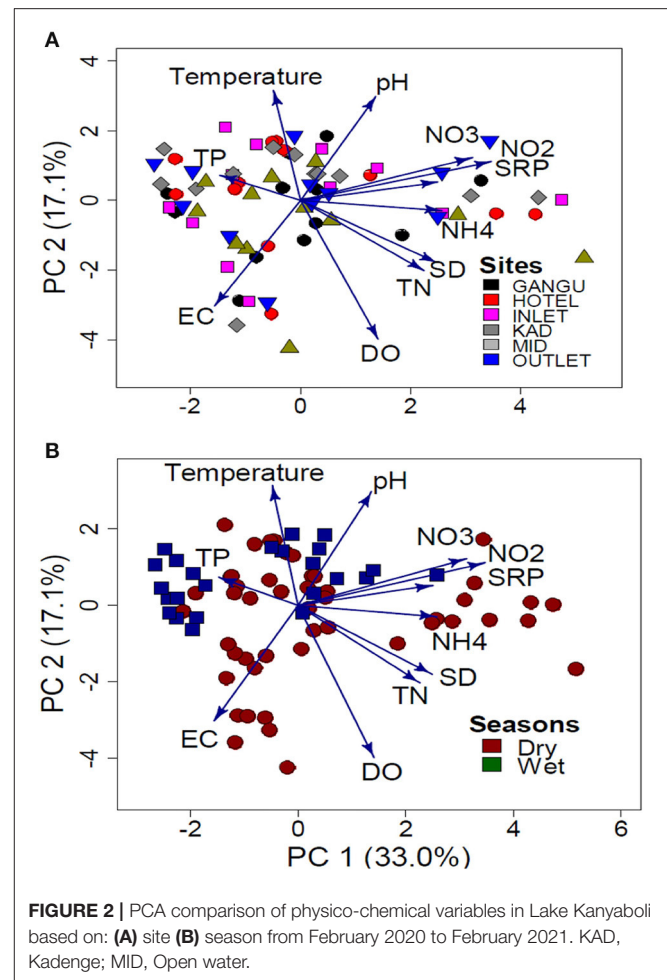 A
Temperature
pH
NO3
NO2
SRP
TP
NH4
SD
TN
EC
DO
Sites
GANGU
HOTEL
INLET
KAD
MID
OUTLET
PC 2 (17.1%)
4
2
0
-2
-4
-2
0
2
4
B
Temperature
pH
NO3
NO2
SRP
TP
NH4
SD
TN
EC
DO
Seasons
Dry
Wet
PC 2 (17.1%)
2
0
-2
-4
-2
0
2
4
6
PC 1 (33.0%)
FIGURE 2 | PCA comparison of physico-chemical variables in Lake Kanyaboli
based on: (A) site (B) season from February 2020 to February 2021. KAD,
Kadenge; MID, Open water.